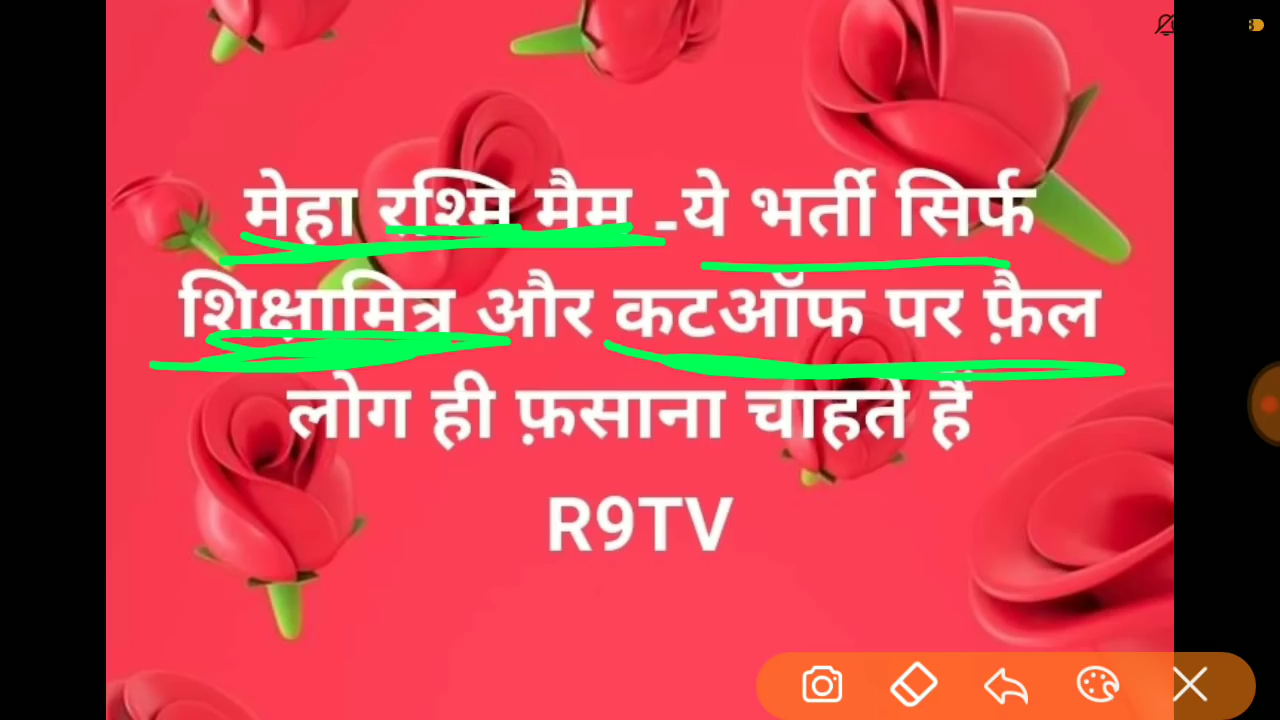 मेहा रश्मि मैम -ये भर्ती सिर्फ
शिक्षामित्र और कटऑफ पर फ़ैल
लोग ही फ़साना चाहते हैं
R9TV